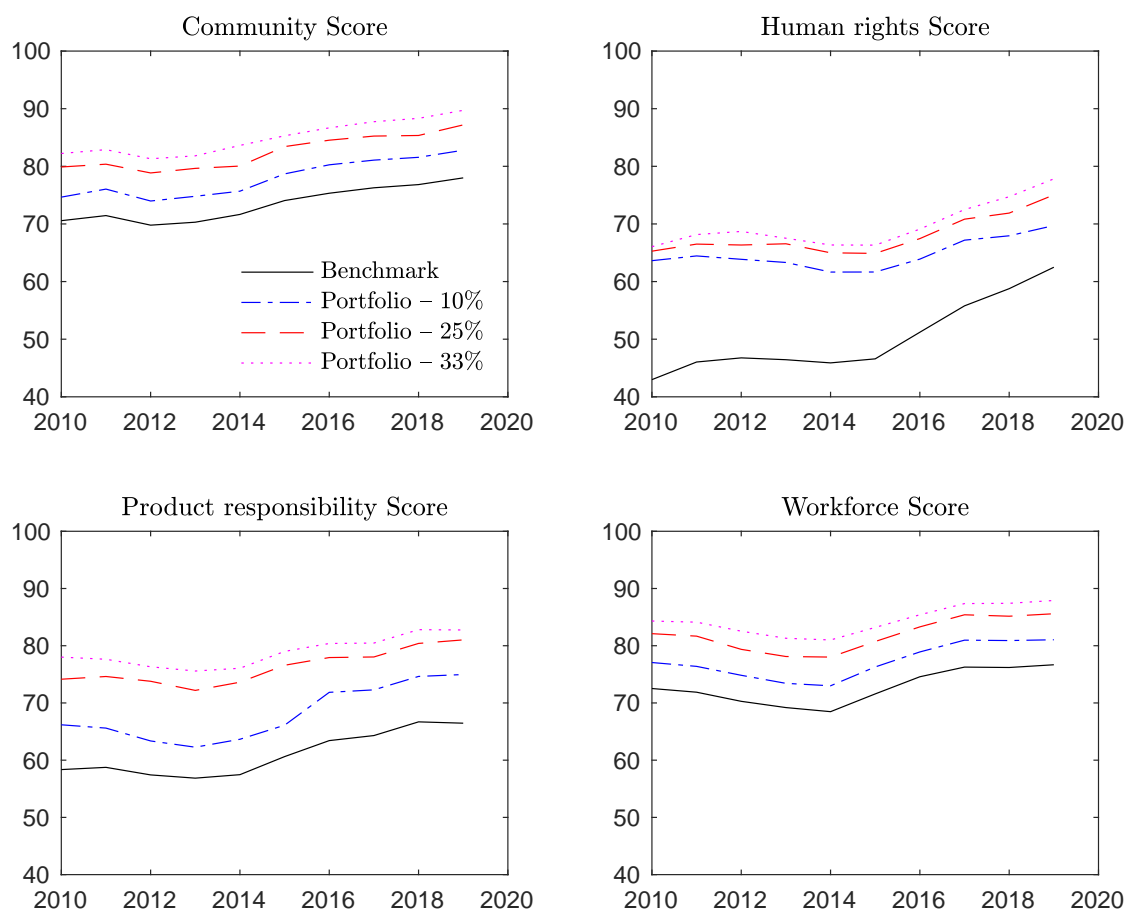 Community Score
100
90
80
70
60
50
40
2010 2012 2014 2016 2018 2020
Benchmark
Portfolio – 10%
Portfolio – 25%
Portfolio – 33%
Human rights Score
100
90
80
70
60
50
40
2010 2012 2014 2016 2018 2020
Product responsibility Score
100
90
80
70
60
50
40
2010 2012 2014 2016 2018 2020
Workforce Score
100
90
80
70
60
50
40
2010 2012 2014 2016 2018 2020